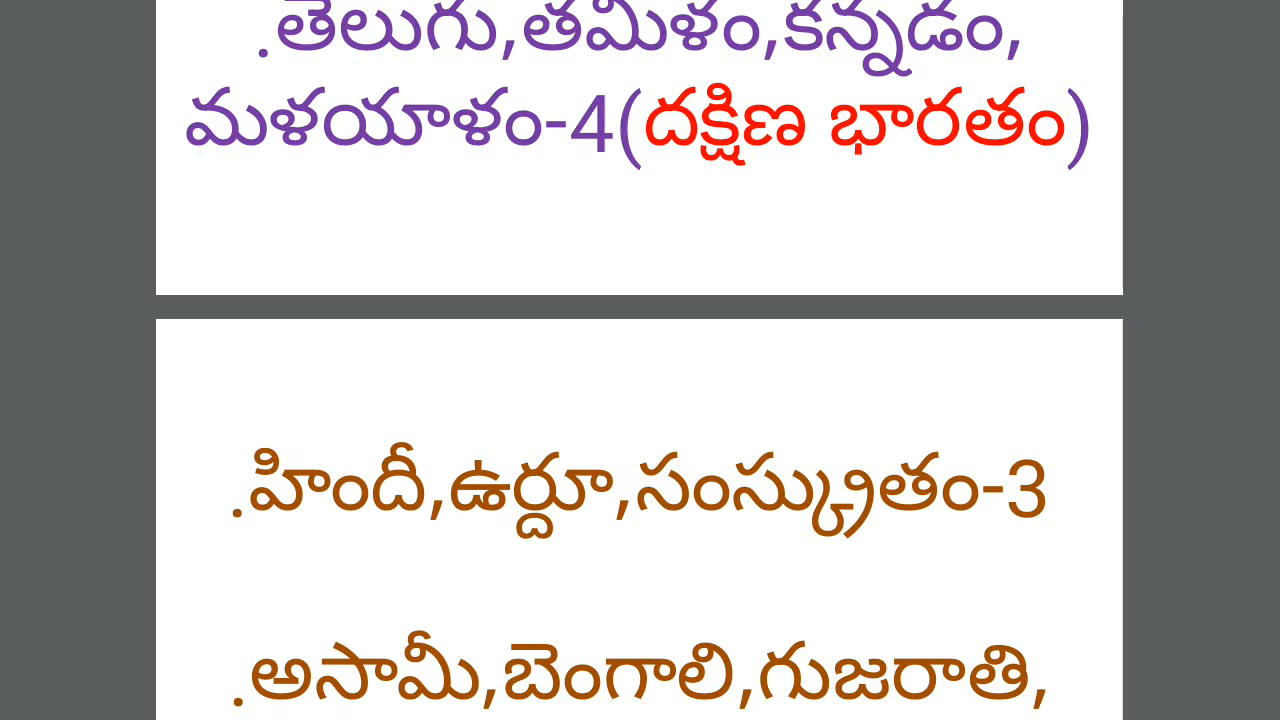 .తెలుగు,తమిళం,కన్నడం,
మళయాళం-4(దక్షిణ భారతం)
.హిందీ,ఉర్దూ,సంస్క్రుతం-3
.అసామీ,బెంగాలి,గుజరాతి,